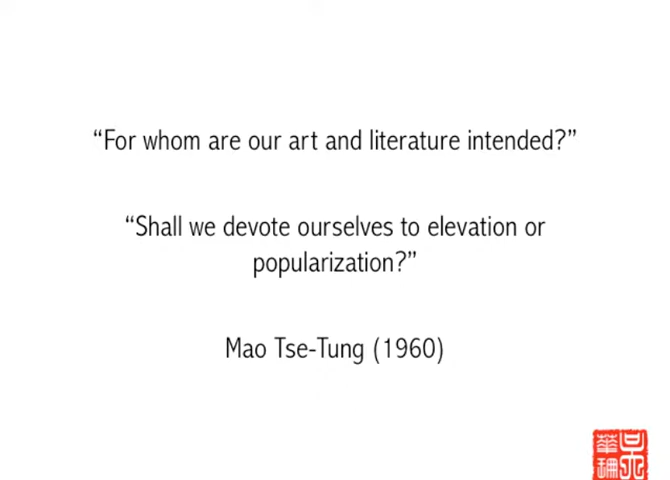 “For whom are our art and literature intended?”
“Shall we devote ourselves to elevation or
popularization?”
Mao Tse-Tung (1960)